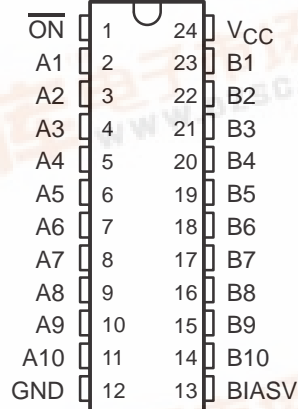 ON 1 24 VCC
A1 2 23 B1
A2 3 22 B2
A3 4 21 B3
A4 5 20 B4
A5 6 19 B5
A6 7 18 B6
A7 8 17 B7
A8 9 16 B8
A9 10 15 B9
A10 11 14 B10
GND 12 13 BIASV